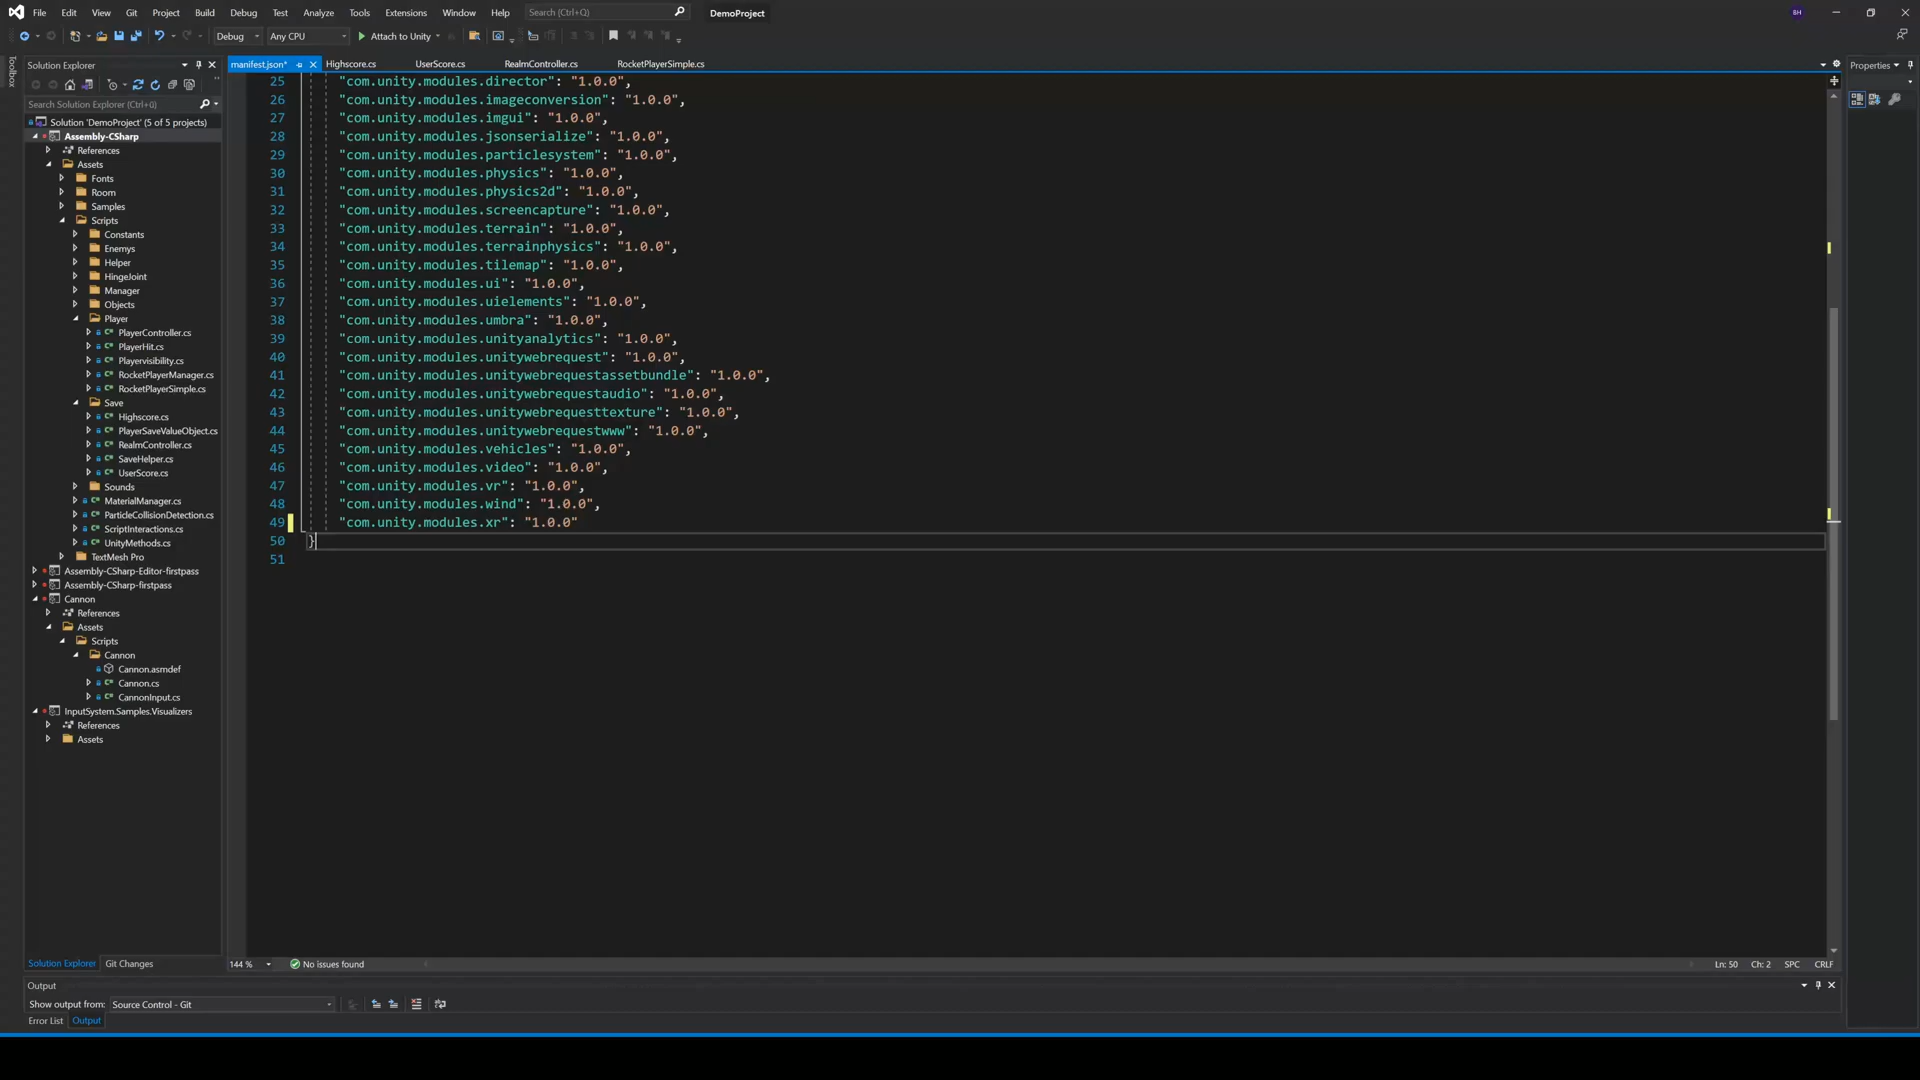 File Edit View Git Project Build Debug Test Analyze Tools Extensions Window Help Search (Ctrl+Q) DemoProject BH
Debug Any CPU Attach to Unity
Toolbox
Solution Explorer
Search Solution Explorer (Ctrl+ü)
Solution 'DemoProject' (5 of 5 projects)
Assembly-CSharp
References
Assets
Fonts
Room
Samples
Scripts
Constants
Enemys
Helper
HingeJoint
Manager
Objects
Player
PlayerController.cs
PlayerHit.cs
Playervisibility.cs
RocketPlayerManager.cs
RocketPlayerSimple.cs
Save
Highscore.cs
PlayerSaveValueObject.cs
RealmController.cs
SaveHelper.cs
UserScore.cs
Sounds
MaterialManager.cs
ParticleCollisionDetection.cs
ScriptInteractions.cs
UnityMethods.cs
TextMesh Pro
Assembly-CSharp-Editor-firstpass
Assembly-CSharp-firstpass
Cannon
References
Assets
Scripts
Cannon
Cannon.asmdef
Cannon.cs
CannonInput.cs
InputSystem.Samples.Visualizers
References
Assets
Solution Explorer Git Changes
manifest.json* Highscore.cs UserScore.cs RealmController.cs RocketPlayerSimple.cs
25 "com.unity.modules.director": "1.0.0",
26 "com.unity.modules.imageconversion": "1.0.0",
27 "com.unity.modules.imgui": "1.0.0",
28 "com.unity.modules.jsonserialize": "1.0.0",
29 "com.unity.modules.particlesystem": "1.0.0",
30 "com.unity.modules.physics": "1.0.0",
31 "com.unity.modules.physics2d": "1.0.0",
32 "com.unity.modules.screencapture": "1.0.0",
33 "com.unity.modules.terrain": "1.0.0",
34 "com.unity.modules.terrainphysics": "1.0.0",
35 "com.unity.modules.tilemap": "1.0.0",
36 "com.unity.modules.ui": "1.0.0",
37 "com.unity.modules.uielements": "1.0.0",
38 "com.unity.modules.umbra": "1.0.0",
39 "com.unity.modules.unityanalytics": "1.0.0",
40 "com.unity.modules.unitywebrequest": "1.0.0",
41 "com.unity.modules.unitywebrequestassetbundle": "1.0.0",
42 "com.unity.modules.unitywebrequestaudio": "1.0.0",
43 "com.unity.modules.unitywebrequesttexture": "1.0.0",
44 "com.unity.modules.unitywebrequestwww": "1.0.0",
45 "com.unity.modules.vehicles": "1.0.0",
46 "com.unity.modules.video": "1.0.0",
47 "com.unity.modules.vr": "1.0.0",
48 "com.unity.modules.wind": "1.0.0",
49 "com.unity.modules.xr": "1.0.0"
50 }
51
144 % No issues found Ln: 50 Ch: 2 SPC CRLF
Properties
Output
Show output from: Source Control - Git
Error List Output